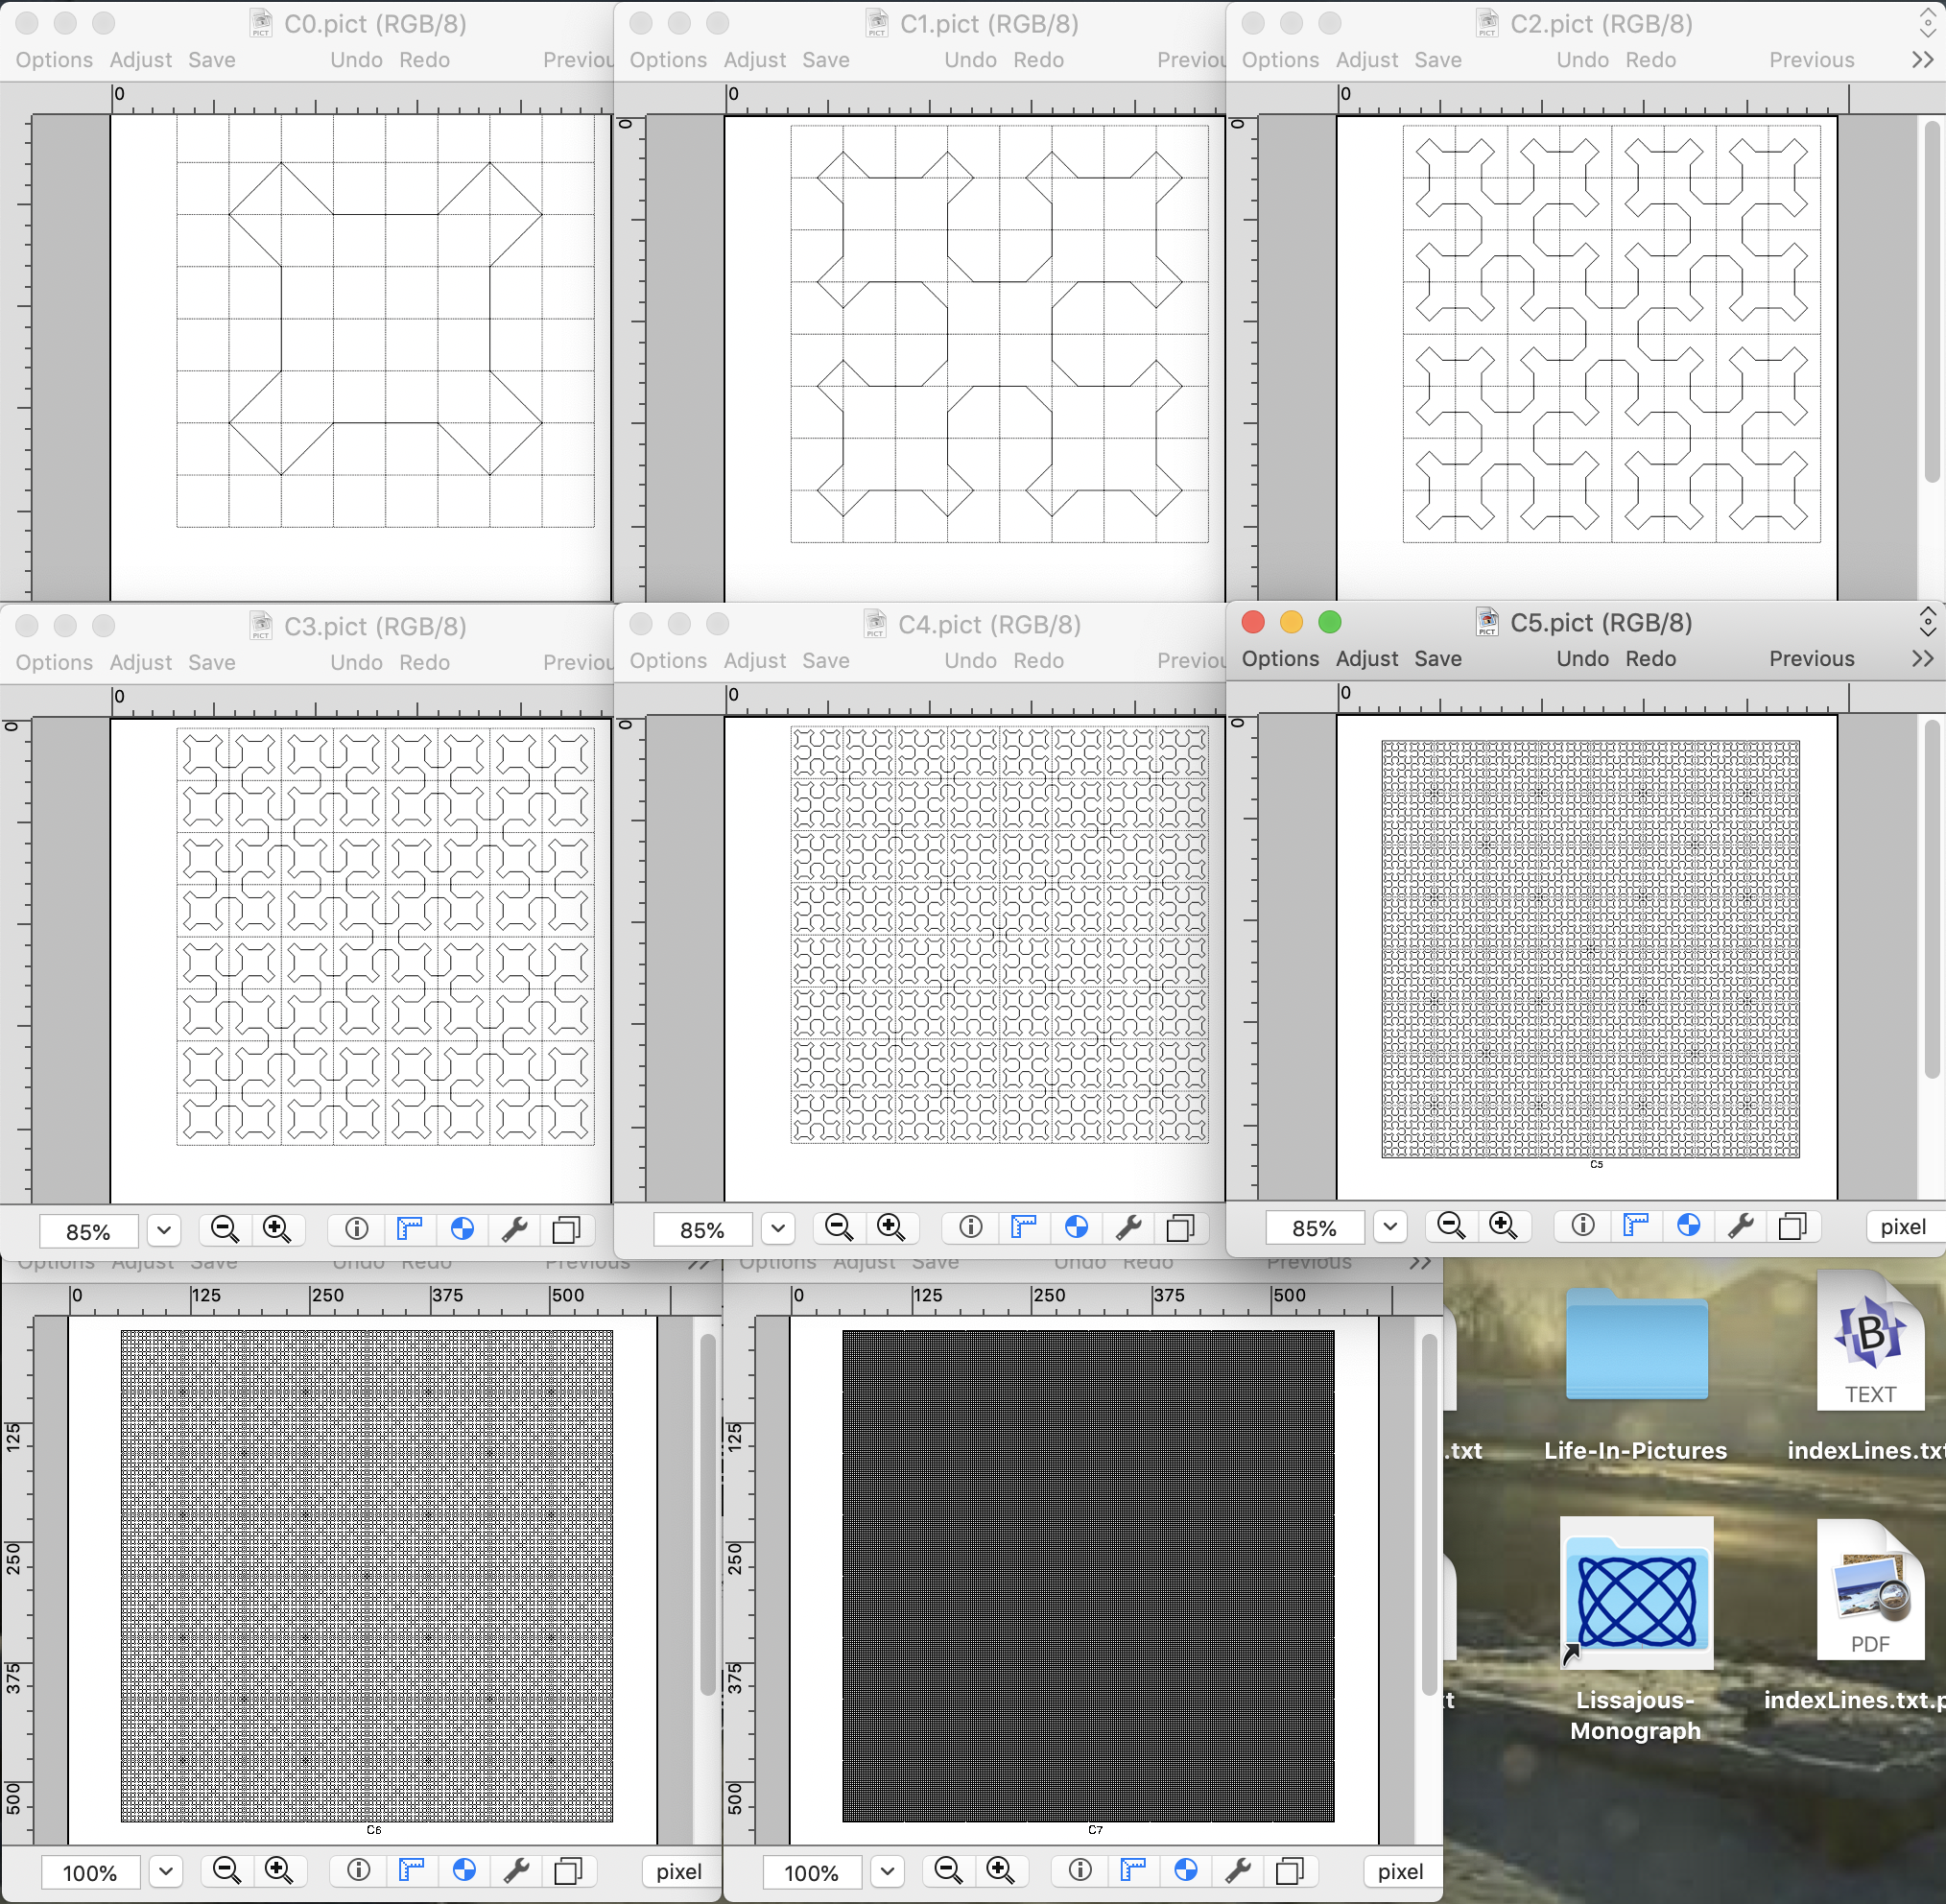 C0.pict (RGB/8)
Options Adjust Save Undo Redo Previou
0
C1.pict (RGB/8)
Options Adjust Save Undo Redo Previou
0
0
C2.pict (RGB/8)
Options Adjust Save Undo Redo Previous
0
0
C3.pict (RGB/8)
Options Adjust Save Undo Redo Previou
0
0
85%
C4.pict (RGB/8)
Options Adjust Save Undo Redo Previou
0
0
85%
C5.pict (RGB/8)
Options Adjust Save Undo Redo Previous
0
0
C5
85% pixel
Options Adjust Save Undo Redo Previous
0 125 250 375 500
125
250
375
500
C6
100% pixel
Options Adjust Save Undo Redo Previous
0 125 250 375 500
125
250
375
500
C7
100% pixel
B
TEXT
.txt
Life-In-Pictures
indexLines.txt
PDF
Lissajous-
Monograph
indexLines.txt.p